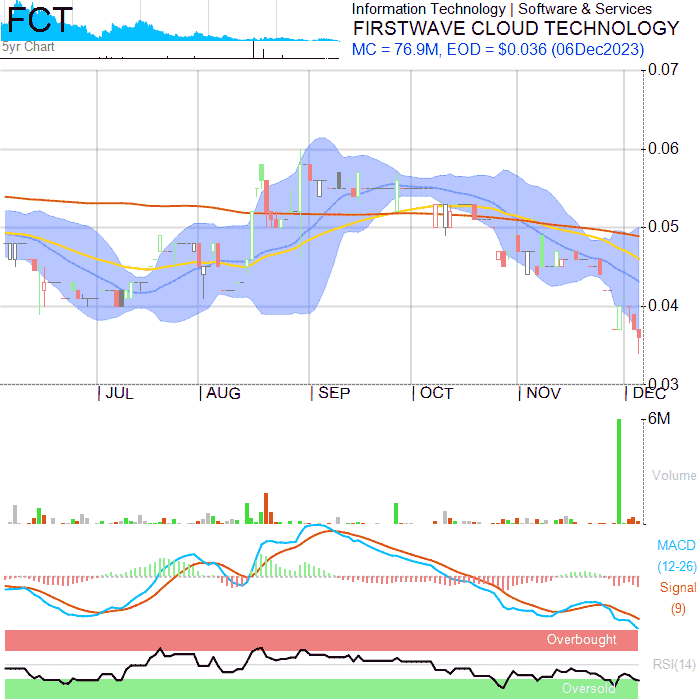 FCT
5yr Chart
Information Technology | Software & Services
FIRSTWAVE CLOUD TECHNOLOGY
MC = 76.9M, EOD = $0.036 (06Dec2023)
0.07
0.06
0.05
0.04
0.03
JUL
AUG
SEP
OCT
NOV
DEC
6M
Volume
MACD
(12-26)
Signal
(9)
Overbought
RSI(14)
Oversold